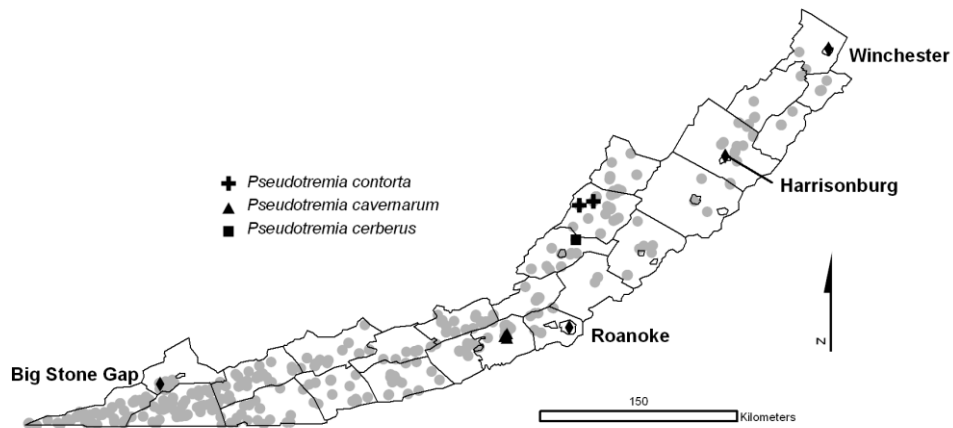 Winchester
Pseudotremia contorta
Pseudotremia cavernarum
Pseudotremia cerberus
Harrisonburg
Roanoke
N
Big Stone Gap
150
Kilometers